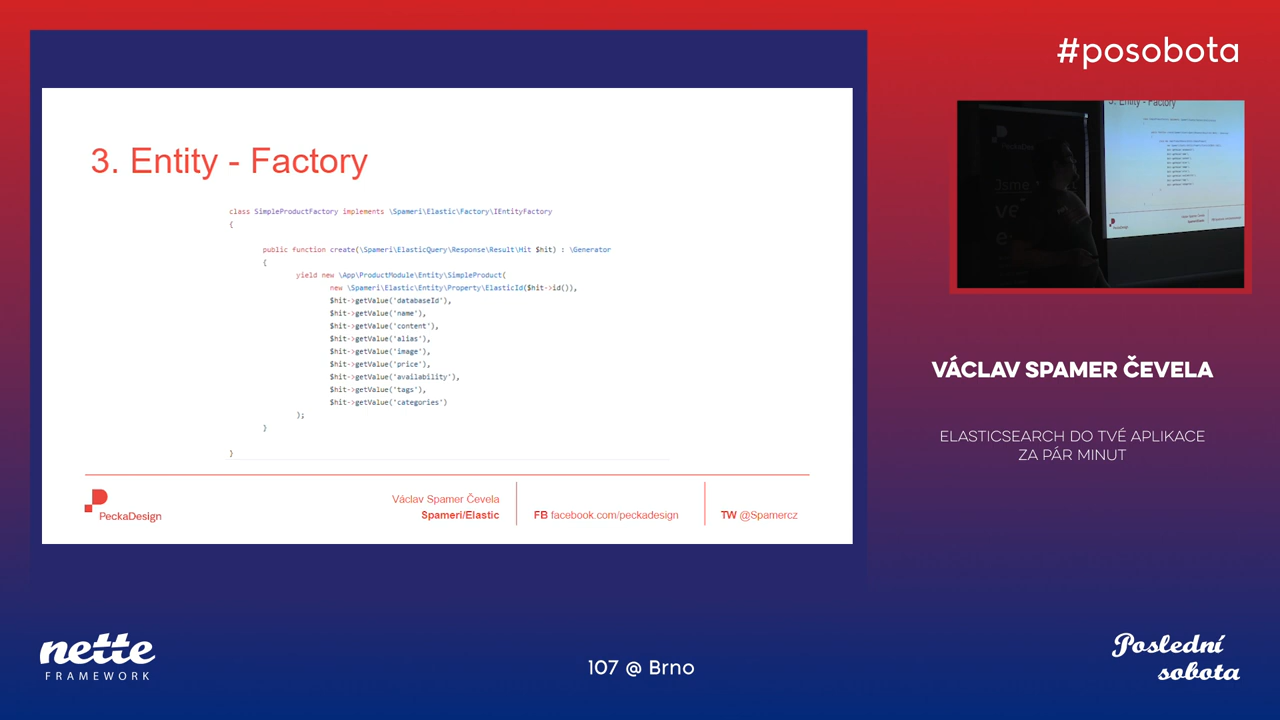 #posobota
3. Entity - Factory
class SimpleProductFactory implements \Spameri\Elastic\Factory\IEntityFactory
{
public function create(\Spameri\ElasticQuery\Response\Result\Hit $hit) : \Generator
{
yield new \App\ProductModule\Entity\SimpleProduct(
new \Spameri\Elastic\Entity\Property\ElasticId($hit->id()),
$hit->getValue('databaseId'),
$hit->getValue('name'),
$hit->getValue('content'),
$hit->getValue('alias'),
$hit->getValue('image'),
$hit->getValue('price'),
$hit->getValue('availability'),
$hit->getValue('tags'),
$hit->getValue('categories')
);
}
}
PeckaDesign
Václav Spamer Čevela
Spameri/Elastic
FB facebook.com/peckadesign
TW @Spamercz
3. Entity - Factory
PeckaDesign
Jsme
VÁCLAV SPAMER ČEVELA
ELASTICSEARCH DO TVÉ APLIKACE
ZA PÁR MINUT
nette
FRAMEWORK
107 @ Brno
Poslední
sobota